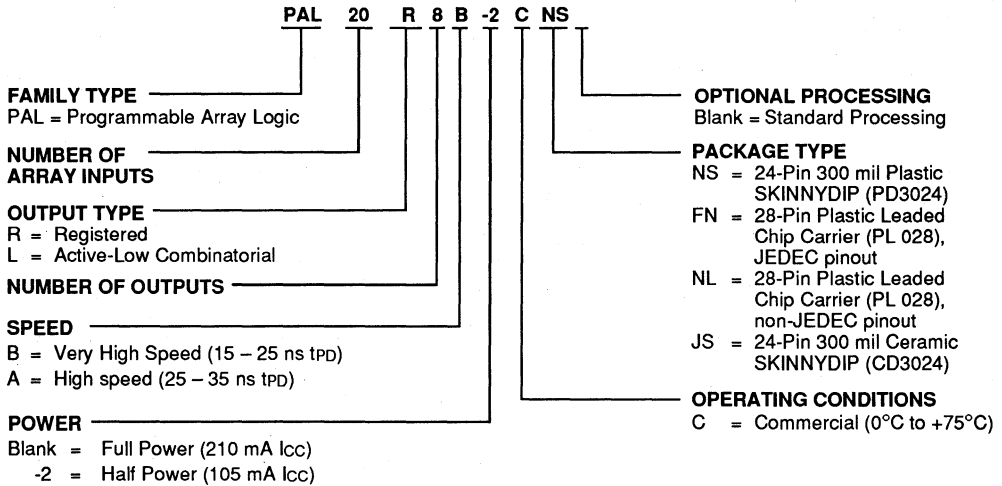 PAL 20 R 8 B -2 C NS
FAMILY TYPE
PAL = Programmable Array Logic
NUMBER OF
ARRAY INPUTS
OUTPUT TYPE
R = Registered
L = Active-Low Combinatorial
NUMBER OF OUTPUTS
SPEED
B = Very High Speed (15 – 25 ns tPD)
A = High speed (25 – 35 ns tPD)
POWER
Blank = Full Power (210 mA ICC)
-2 = Half Power (105 mA ICC)
OPTIONAL PROCESSING
Blank = Standard Processing
PACKAGE TYPE
NS = 24-Pin 300 mil Plastic
SKINNYDIP (PD3024)
FN = 28-Pin Plastic Leaded
Chip Carrier (PL 028),
JEDEC pinout
NL = 28-Pin Plastic Leaded
Chip Carrier (PL 028),
non-JEDEC pinout
JS = 24-Pin 300 mil Ceramic
SKINNYDIP (CD3024)
OPERATING CONDITIONS
C = Commercial (0°C to +75°C)